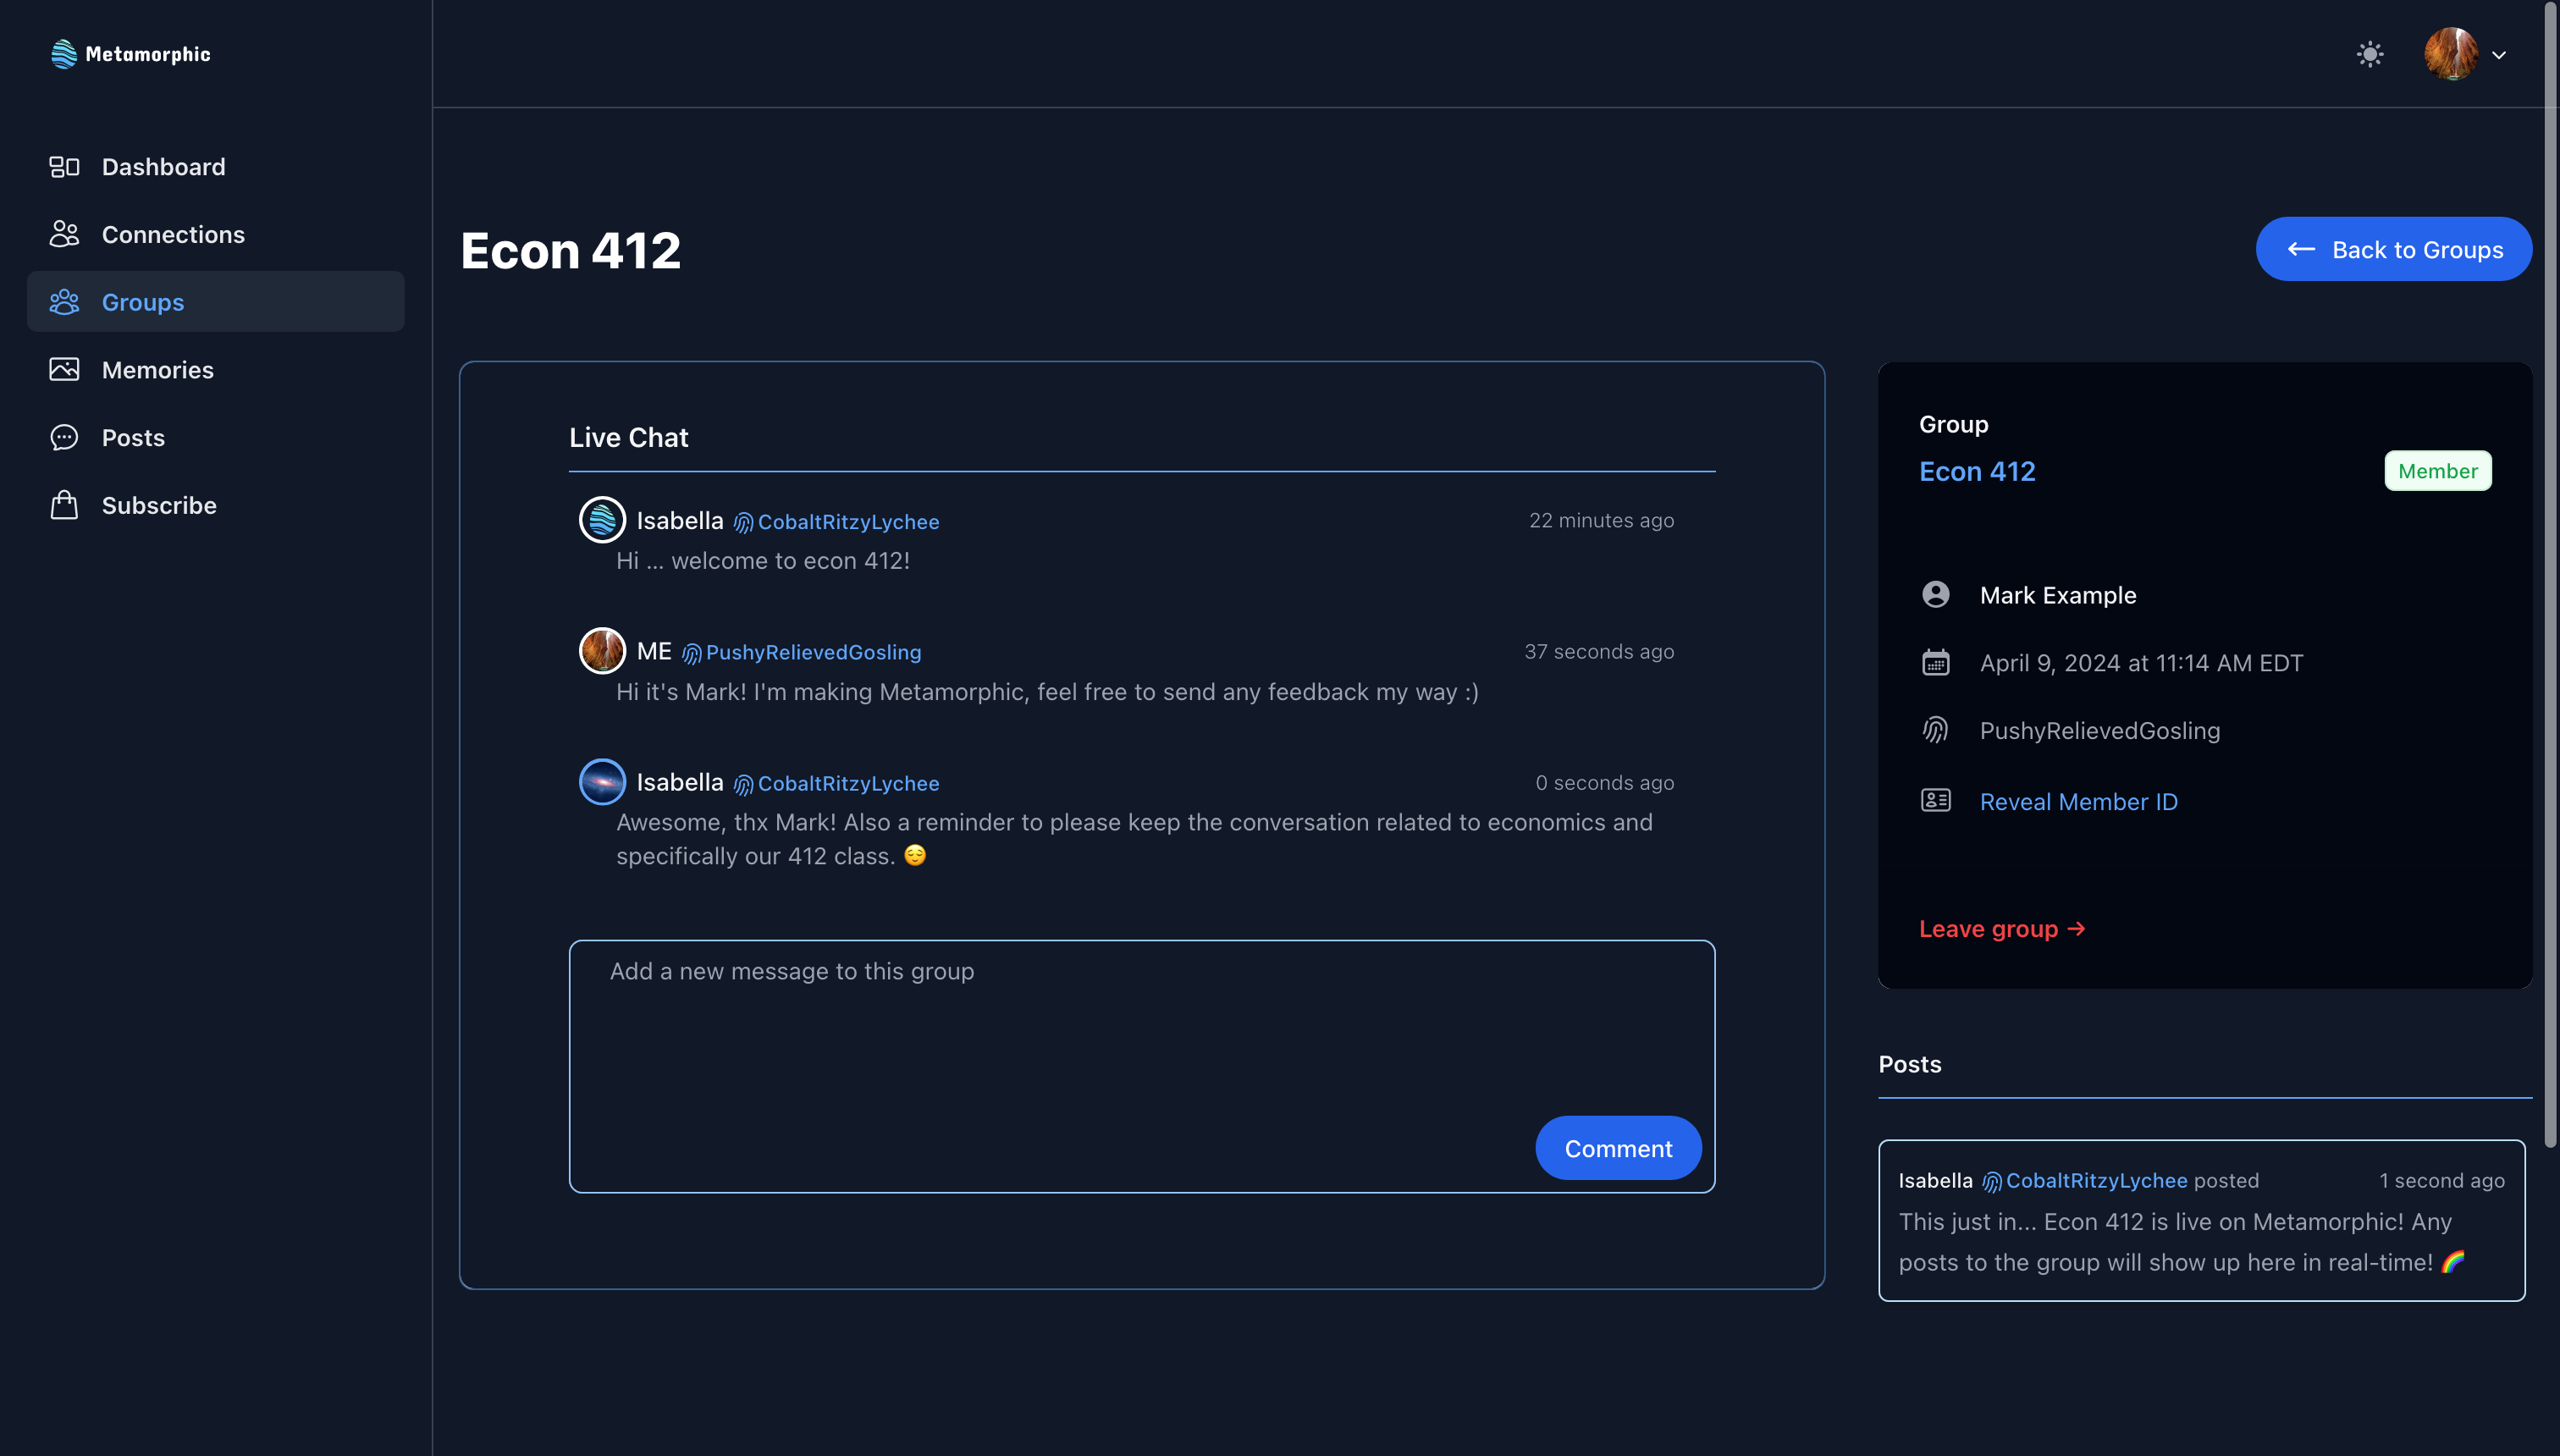 Metamorphic
Dashboard
Connections
Groups
Memories
Posts
Subscribe
Econ 412
Back to Groups
Live Chat
Isabella CobaltRitzyLychee 22 minutes ago
Hi ... welcome to econ 412!
ME PushyRelievedGosling 37 seconds ago
Hi it's Mark! I'm making Metamorphic, feel free to send any feedback my way :)
Isabella CobaltRitzyLychee 0 seconds ago
Awesome, thx Mark! Also a reminder to please keep the conversation related to economics and
specifically our 412 class. 😌
Add a new message to this group
Comment
Group
Econ 412 Member
Mark Example
April 9, 2024 at 11:14 AM EDT
PushyRelievedGosling
Reveal Member ID
Leave group →
Posts
Isabella CobaltRitzyLychee posted 1 second ago
This just in... Econ 412 is live on Metamorphic! Any
posts to the group will show up here in real-time! 🌈